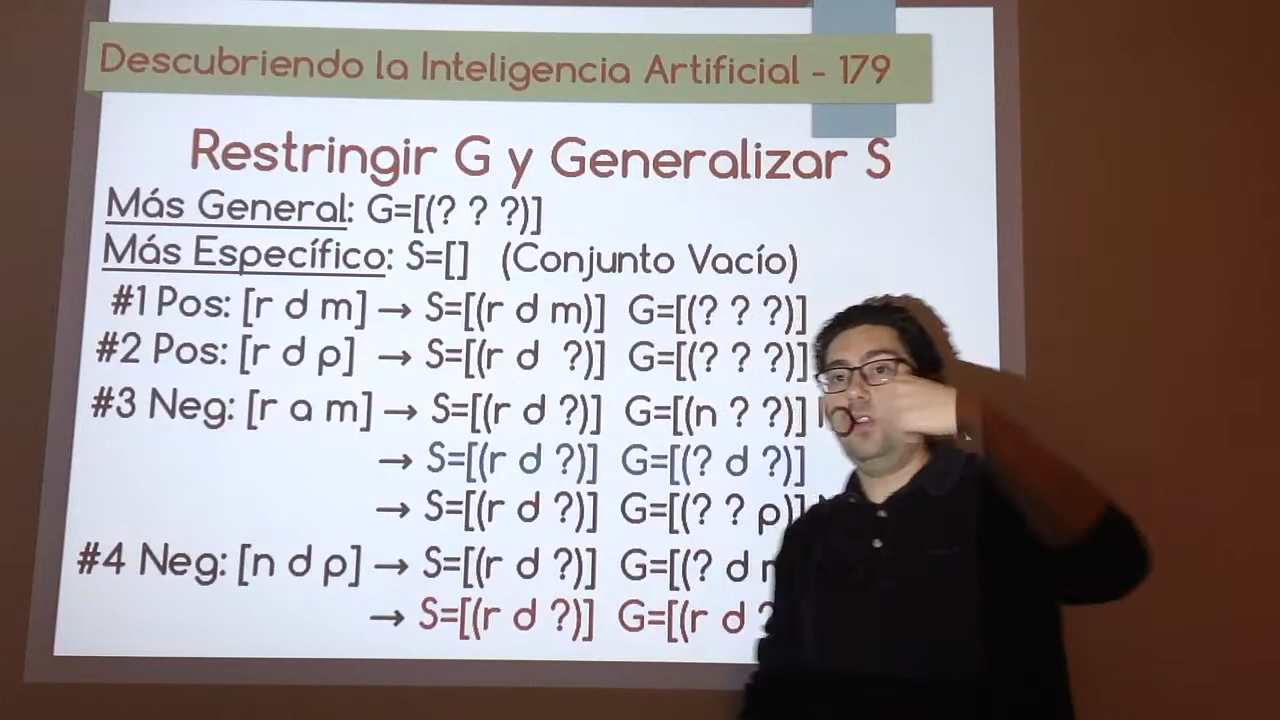 Descubriendo la Inteligencia Artificial - 179
Restringir G y Generalizar S
Más General: G=[(? ? ?)]
Más Específico: S=[] (Conjunto Vacío)
#1 Pos: [r d m] → S=[(r d m)] G=[(? ? ?)]
#2 Pos: [r d p] → S=[(r d ?)] G=[(? ? ?)]
#3 Neg: [r a m] → S=[(r d ?)] G=[(n ? ?)]
→ S=[(r d ?)] G=[(? d ?)]
→ S=[(r d ?)] G=[(? ? p)]
#4 Neg: [n d p] → S=[(r d ?)] G=[(? d
→ S=[(r d ?)] G=[(r d ?